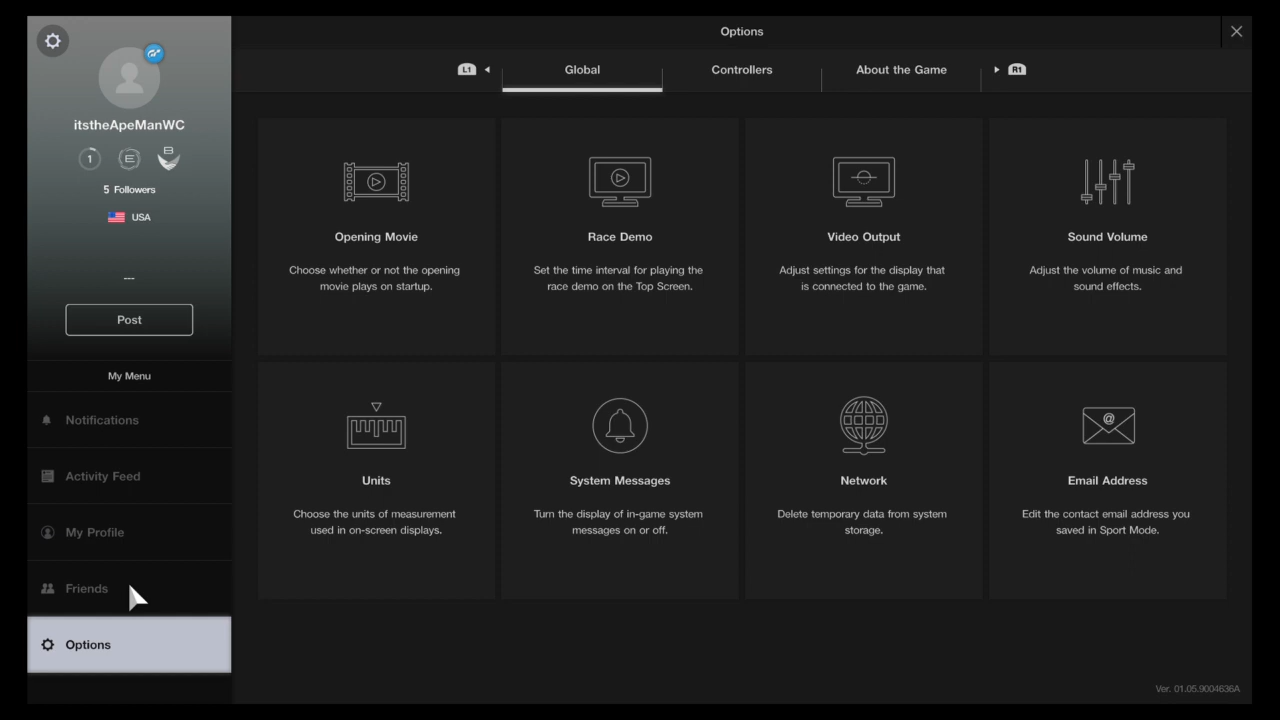 Options
L1
Global
Controllers
About the Game
R1
itstheApeManWC
1
E
B
5 Followers
USA
---
Post
My Menu
Notifications
Activity Feed
My Profile
Friends
Options
Opening Movie
Choose whether or not the opening
movie plays on startup.
Race Demo
Set the time interval for playing the
race demo on the Top Screen.
Video Output
Adjust settings for the display that
is connected to the game.
Sound Volume
Adjust the volume of music and
sound effects.
Units
Choose the units of measurement
used in on-screen displays.
System Messages
Turn the display of in-game system
messages on or off.
Network
Delete temporary data from system
storage.
@
Email Address
Edit the contact email address you
saved in Sport Mode.
Ver. 01.05.9004636A